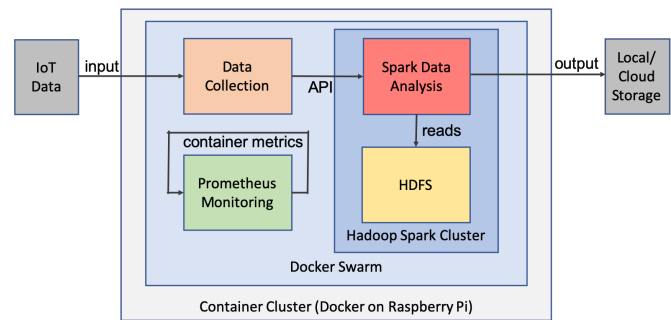 IoT
Data
input
Data
Collection
API
Spark Data
Analysis
output
Local/
Cloud
Storage
reads
container metrics
Prometheus
Monitoring
HDFS
Hadoop Spark Cluster
Docker Swarm
Container Cluster (Docker on Raspberry Pi)